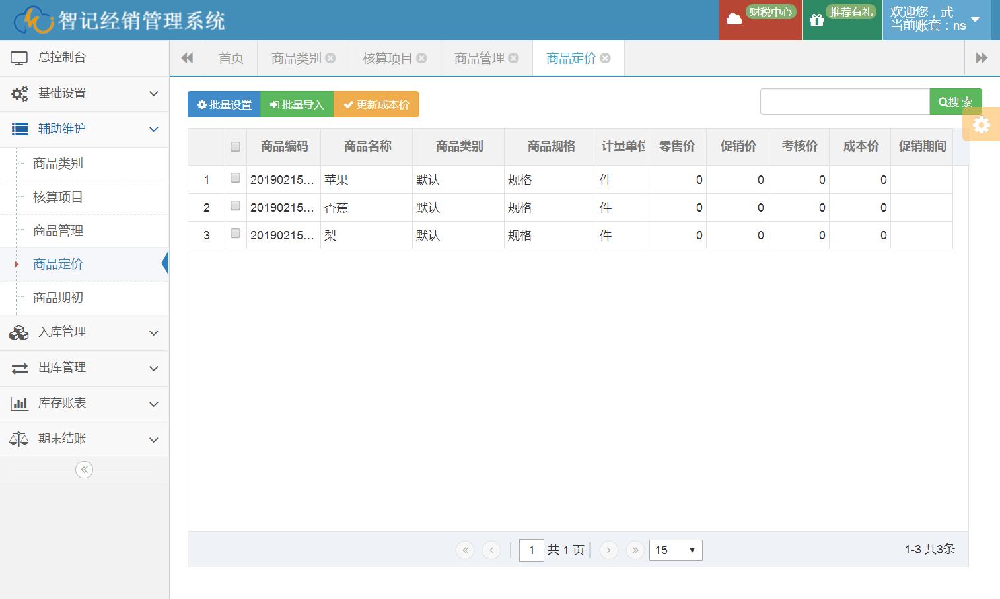 智记经销管理系统
财税中心
推荐有礼
欢迎您，武
当前账套：ns
总控制台
基础设置
辅助维护
商品类别
核算项目
商品管理
商品定价
商品期初
入库管理
出库管理
库存账表
期末结账
首页 商品类别 核算项目 商品管理 商品定价
批量设置 批量导入 更新成本价 搜 索
商品编码 商品名称 商品类别 商品规格 计量单位 零售价 促销价 考核价 成本价 促销期间
1 20190215... 苹果 默认 规格 件 0 0 0 0
2 20190215... 香蕉 默认 规格 件 0 0 0 0
3 20190215... 梨 默认 规格 件 0 0 0 0
1 共 1 页 15 1-3 共3条